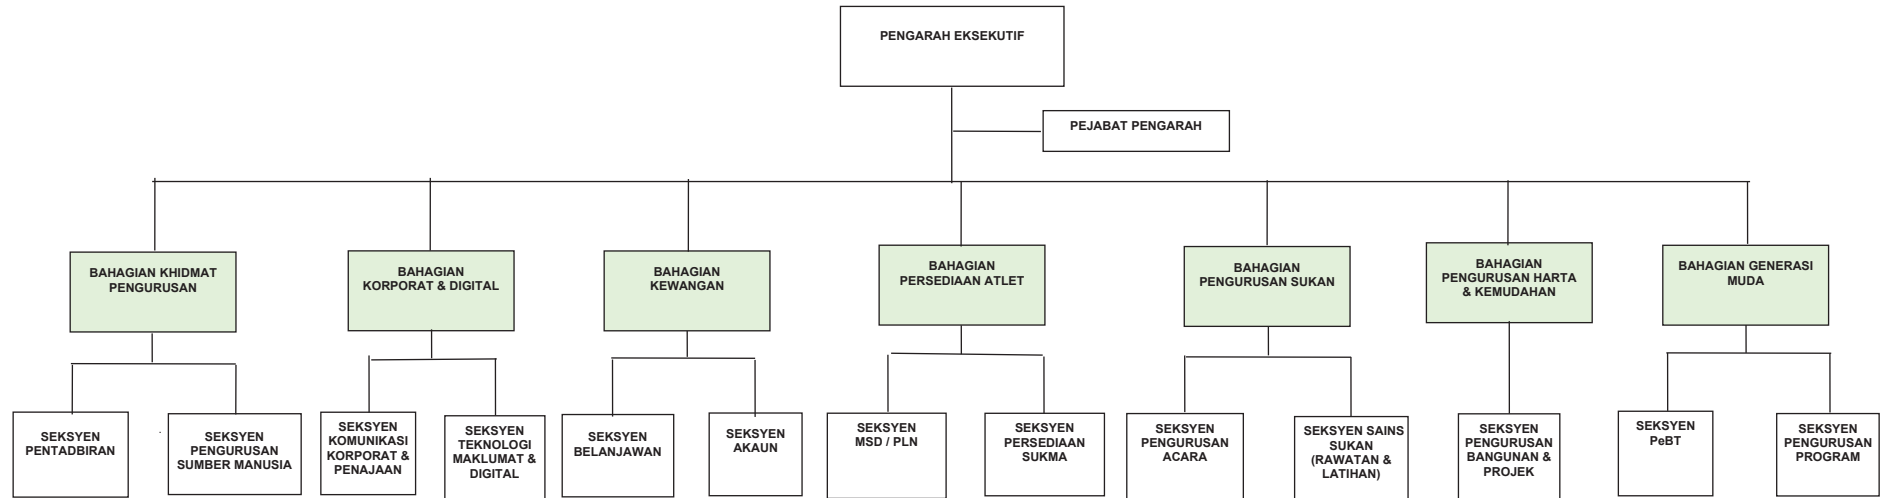 PENGARAH EKSEKUTIF
PEJABAT PENGARAH
BAHAGIAN KHIDMAT
PENGURUSAN
BAHAGIAN
KORPORAT & DIGITAL
BAHAGIAN
KEWANGAN
BAHAGIAN
PERSEDIAAN ATLET
BAHAGIAN
PENGURUSAN SUKAN
BAHAGIAN
PENGURUSAN HARTA
& KEMUDAHAN
BAHAGIAN GENERASI
MUDA
SEKSYEN
PENTADBIRAN
SEKSYEN
PENGURUSAN
SUMBER MANUSIA
SEKSYEN
KOMUNIKASI
KORPORAT &
PENAJAAN
SEKSYEN
TEKNOLOGI
MAKLUMAT &
DIGITAL
SEKSYEN
BELANJAWAN
SEKSYEN
AKAUN
SEKSYEN
MSD / PLN
SEKSYEN
PERSEDIAAN
SUKMA
SEKSYEN
PENGURUSAN
ACARA
SEKSYEN SAINS
SUKAN
(RAWATAN &
LATIHAN)
SEKSYEN
PENGURUSAN
BANGUNAN &
PROJEK
SEKSYEN
PeBT
SEKSYEN
PENGURUSAN
PROGRAM